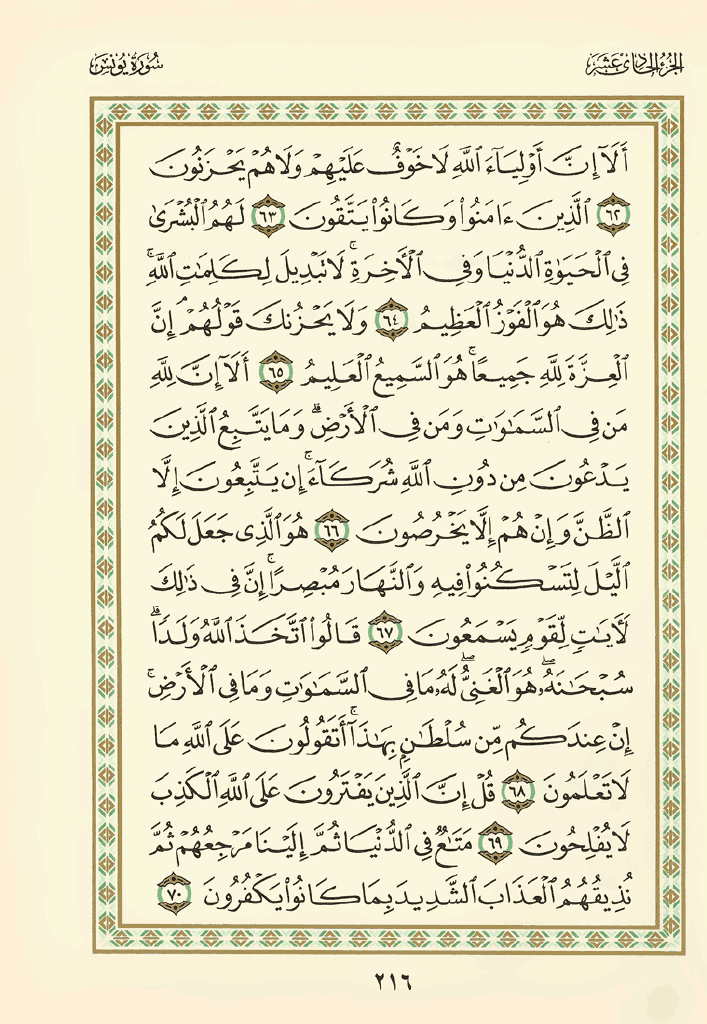 الجزء الحادي عشر
سورة يونس
أَلَآ إِنَّ أَوْلِيَآءَ ٱللَّهِ لَا خَوْفٌ عَلَيْهِمْ وَلَا هُمْ يَحْزَنُونَ
٦٢ ٱلَّذِينَ ءَامَنُوا۟ وَكَانُوا۟ يَتَّقُونَ ٦٣ لَهُمُ ٱلْبُشْرَىٰ
فِى ٱلْحَيَوٰةِ ٱلدُّنْيَا وَفِى ٱلْأَخِرَةِ ۚ لَا تَبْدِيلَ لِكَلِمَٰتِ ٱللَّهِ ۚ
ذَٰلِكَ هُوَ ٱلْفَوْزُ ٱلْعَظِيمُ ٦٤ وَلَا يَحْزُنكَ قَوْلُهُمْ ۘ إِنَّ
ٱلْعِزَّةَ لِلَّهِ جَمِيعًا ۚ هُوَ ٱلسَّمِيعُ ٱلْعَلِيمُ ٦٥ أَلَآ إِنَّ لِلَّهِ
مَن فِى ٱلسَّمَٰوَٰتِ وَمَن فِى ٱلْأَرْضِ ۗ وَمَا يَتَّبِعُ ٱلَّذِينَ
يَدْعُونَ مِن دُونِ ٱللَّهِ شُرَكَآءَ ۚ إِن يَتَّبِعُونَ إِلَّا
ٱلظَّنَّ وَإِنْ هُمْ إِلَّا يَخْرُصُونَ ٦٦ هُوَ ٱلَّذِى جَعَلَ لَكُمُ
ٱلَّيْلَ لِتَسْكُنُوا۟ فِيهِ وَٱلنَّهَارَ مُبْصِرًا ۚ إِنَّ فِى ذَٰلِكَ
لَأَيَٰتٍ لِّقَوْمٍ يَسْمَعُونَ ٦٧ قَالُوا۟ ٱتَّخَذَ ٱللَّهُ وَلَدًا ۗ
سُبْحَٰنَهُۥ ۖ هُوَ ٱلْغَنِىُّ ۖ لَهُۥ مَا فِى ٱلسَّمَٰوَٰتِ وَمَا فِى ٱلْأَرْضِ ۚ
إِنْ عِندَكُم مِّن سُلْطَٰنٍۭ بِهَٰذَآ ۚ أَتَقُولُونَ عَلَى ٱللَّهِ مَا
لَا تَعْلَمُونَ ٦٨ قُلْ إِنَّ ٱلَّذِينَ يَفْتَرُونَ عَلَى ٱللَّهِ ٱلْكَذِبَ
لَا يُفْلِحُونَ ٦٩ مَتَٰعٌ فِى ٱلدُّنْيَا ثُمَّ إِلَيْنَا مَرْجِعُهُمْ ثُمَّ
نُذِيقُهُمُ ٱلْعَذَابَ ٱلشَّدِيدَ بِمَا كَانُوا۟ يَكْفُرُونَ ٧٠
٢١٦